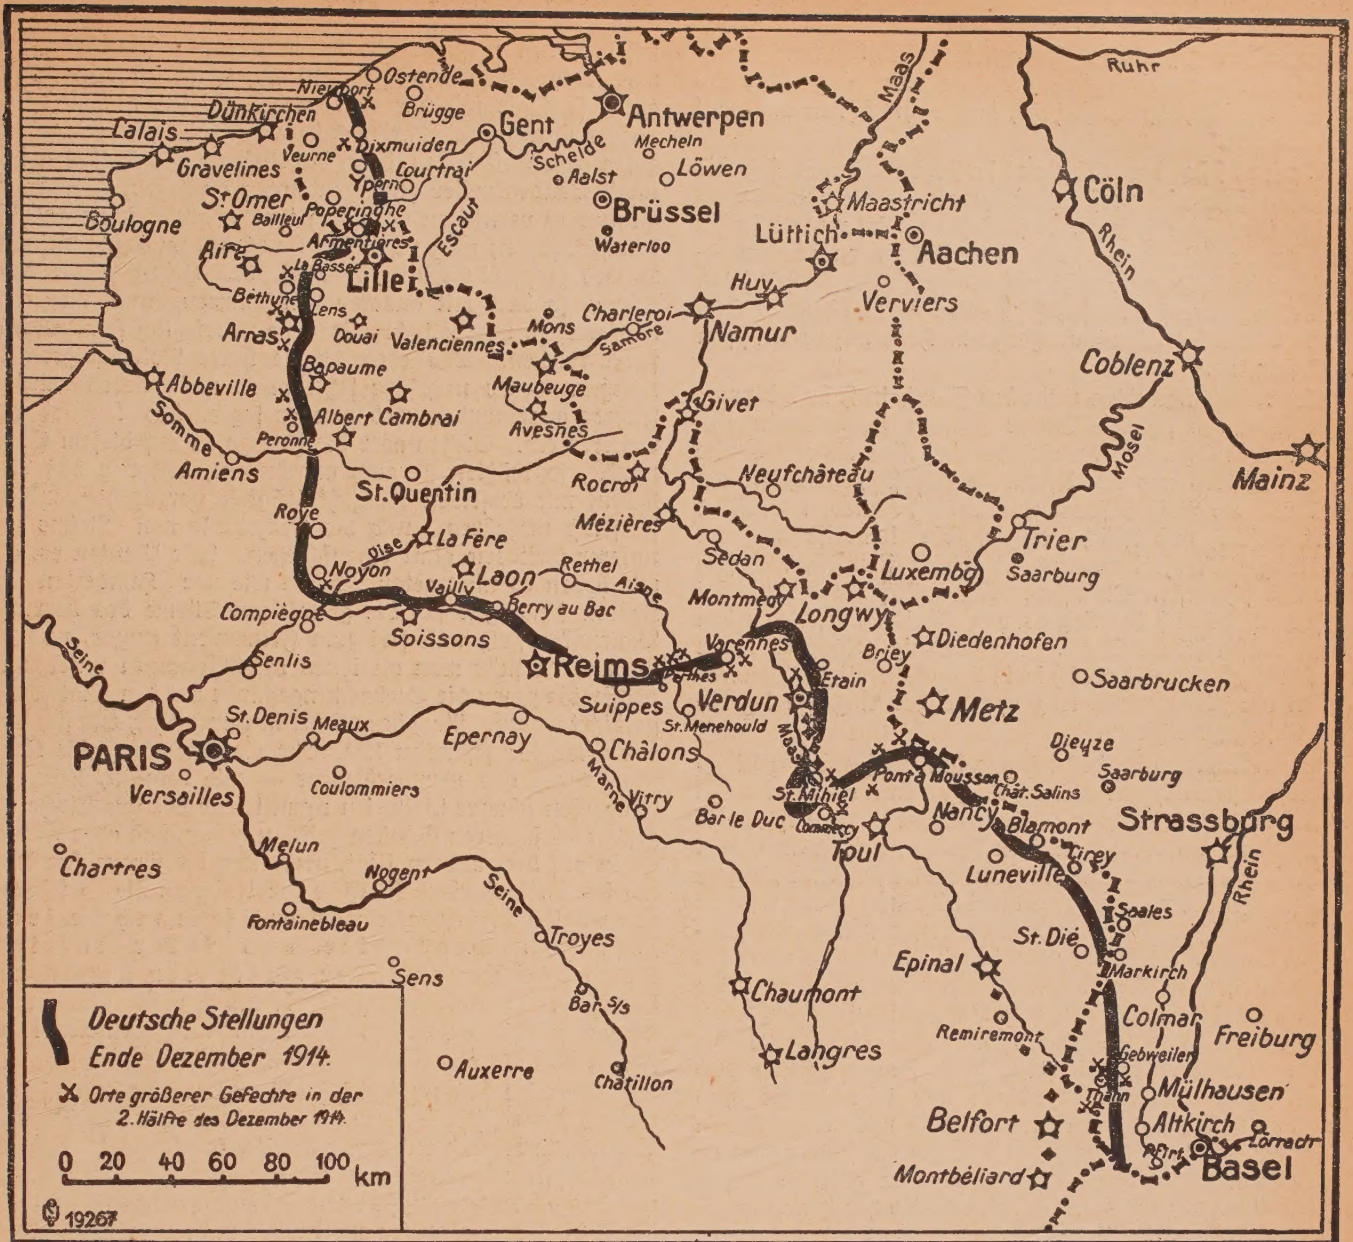 Ruhr
Maas
Ostende
Nieuport
Brügge
Dünkirchen
Gent
Antwerpen
Calais
Veurne
Dixmuiden
Schelde
Mecheln
Gravelines
Courtrai
Aalst
Löwen
Ypern
St. Omer
Cöln
Bailleul
Poperinghe
Brüssel
Maastricht
Boulogne
Escaut
Waterloo
Lüttich
Aachen
Rhein
Aire
Armentières
La Bassée
Lille
Huy
Verviers
Bethune
Lens
Charleroi
Arras
Douai
Valenciennes
Mons
Sambre
Namur
Coblenz
Bapaume
Maubeuge
Abbeville
Albert
Cambrai
Avesnes
Givet
Somme
Peronne
Mosel
Amiens
St. Quentin
Rocroi
Neufchâteau
Mainz
Roye
Mézières
Trier
Oise
La Fère
Sedan
Luxembg
Saarburg
Noyon
Laon
Rethel
Aisne
Vailly
Montmedy
Longwy
Compiègne
Berry au Bac
Soissons
Diedenhofen
Seine
Varennes
Briey
Senlis
Reims
Perthes
Etain
Saarbrucken
Suippes
Verdun
Metz
St. Denis
Meaux
St. Menehould
Epernay
Châlons
Maas
Dieuze
PARIS
Pont a Mousson
Saarburg
Versailles
Coulommiers
Marne
St. Mihiel
Chât. Salins
Vitry
Bar le Duc
Commercy
Nancy
Blamont
Strassburg
Toul
Melun
Cirey
Chartres
Nogent
Luneville
Rhein
Seine
Fontainebleau
Saales
Troyes
St. Dié
Sens
Epinal
Markirch
Bar s/s
Chaumont
Colmar
Deutsche Stellungen
Ende Dezember 1914.
Remiremont
Freiburg
Langres
Gebweiler
Auxerre
Châtillon
Orte größerer Gefechte in der
2. Hälfte des Dezember 1914.
Thann
Mülhausen
Belfort
Altkirch
Lörrach
Pfirt
0 20 40 60 80 100 km
Montbéliard
Basel
19267